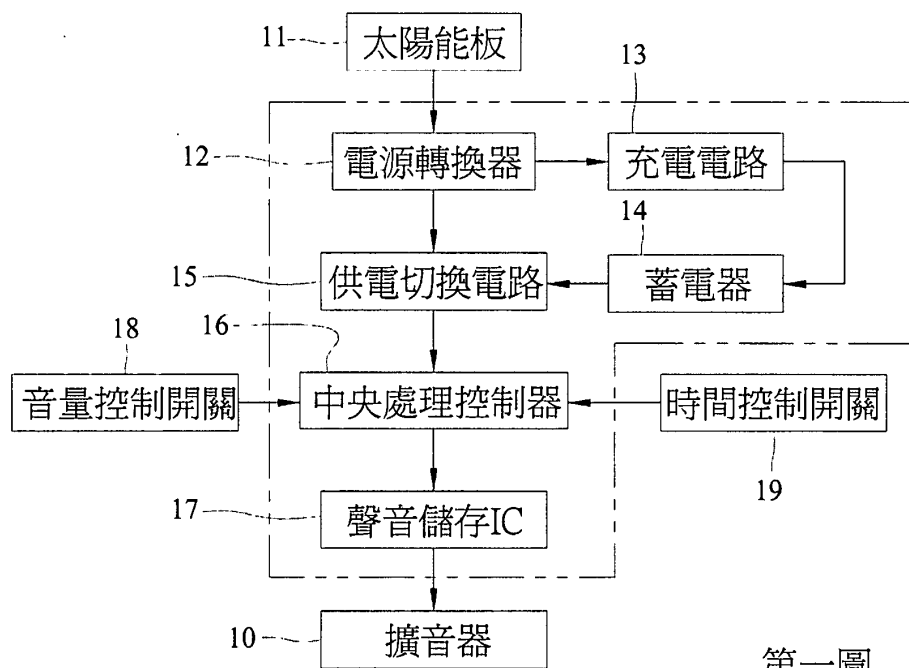 11
太陽能板
13
12
電源轉換器
充電電路
14
15
供電切換電路
蓄電器
16
18
音量控制開關
中央處理控制器
時間控制開關
19
17
聲音儲存IC
10
擴音器
第一圖